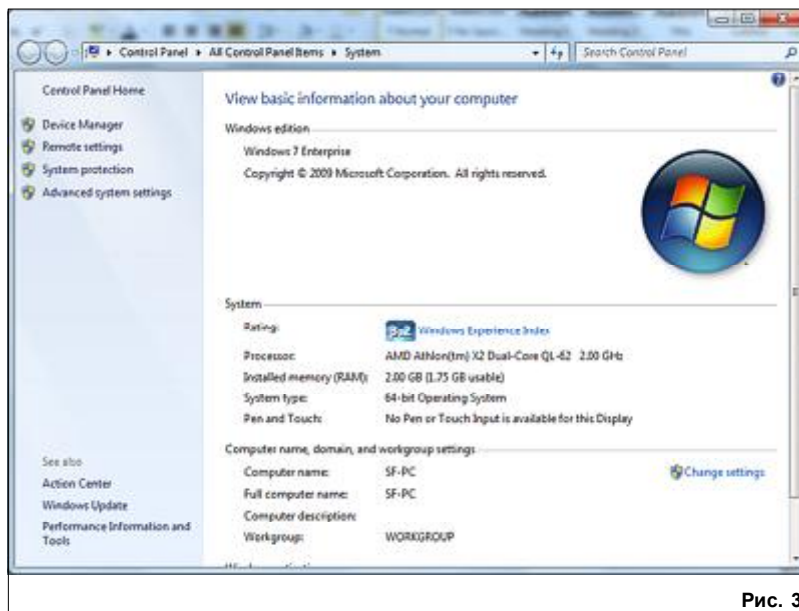 Control Panel ▸ All Control Panel Items ▸ System
Search Control Panel
Control Panel Home
Device Manager
Remote settings
System protection
Advanced system settings
See also
Action Center
Windows Update
Performance Information and
Tools
View basic information about your computer
Windows edition
Windows 7 Enterprise
Copyright © 2009 Microsoft Corporation. All rights reserved.
System
Rating: Windows Experience Index
Processor: AMD Athlon(tm) X2 Dual-Core QL-62 2.00 GHz
Installed memory (RAM): 2.00 GB (1.75 GB usable)
System type: 64-bit Operating System
Pen and Touch: No Pen or Touch Input is available for this Display
Computer name, domain, and workgroup settings
Computer name: SF-PC
Change settings
Full computer name: SF-PC
Computer description:
Workgroup: WORKGROUP
Рис. 3